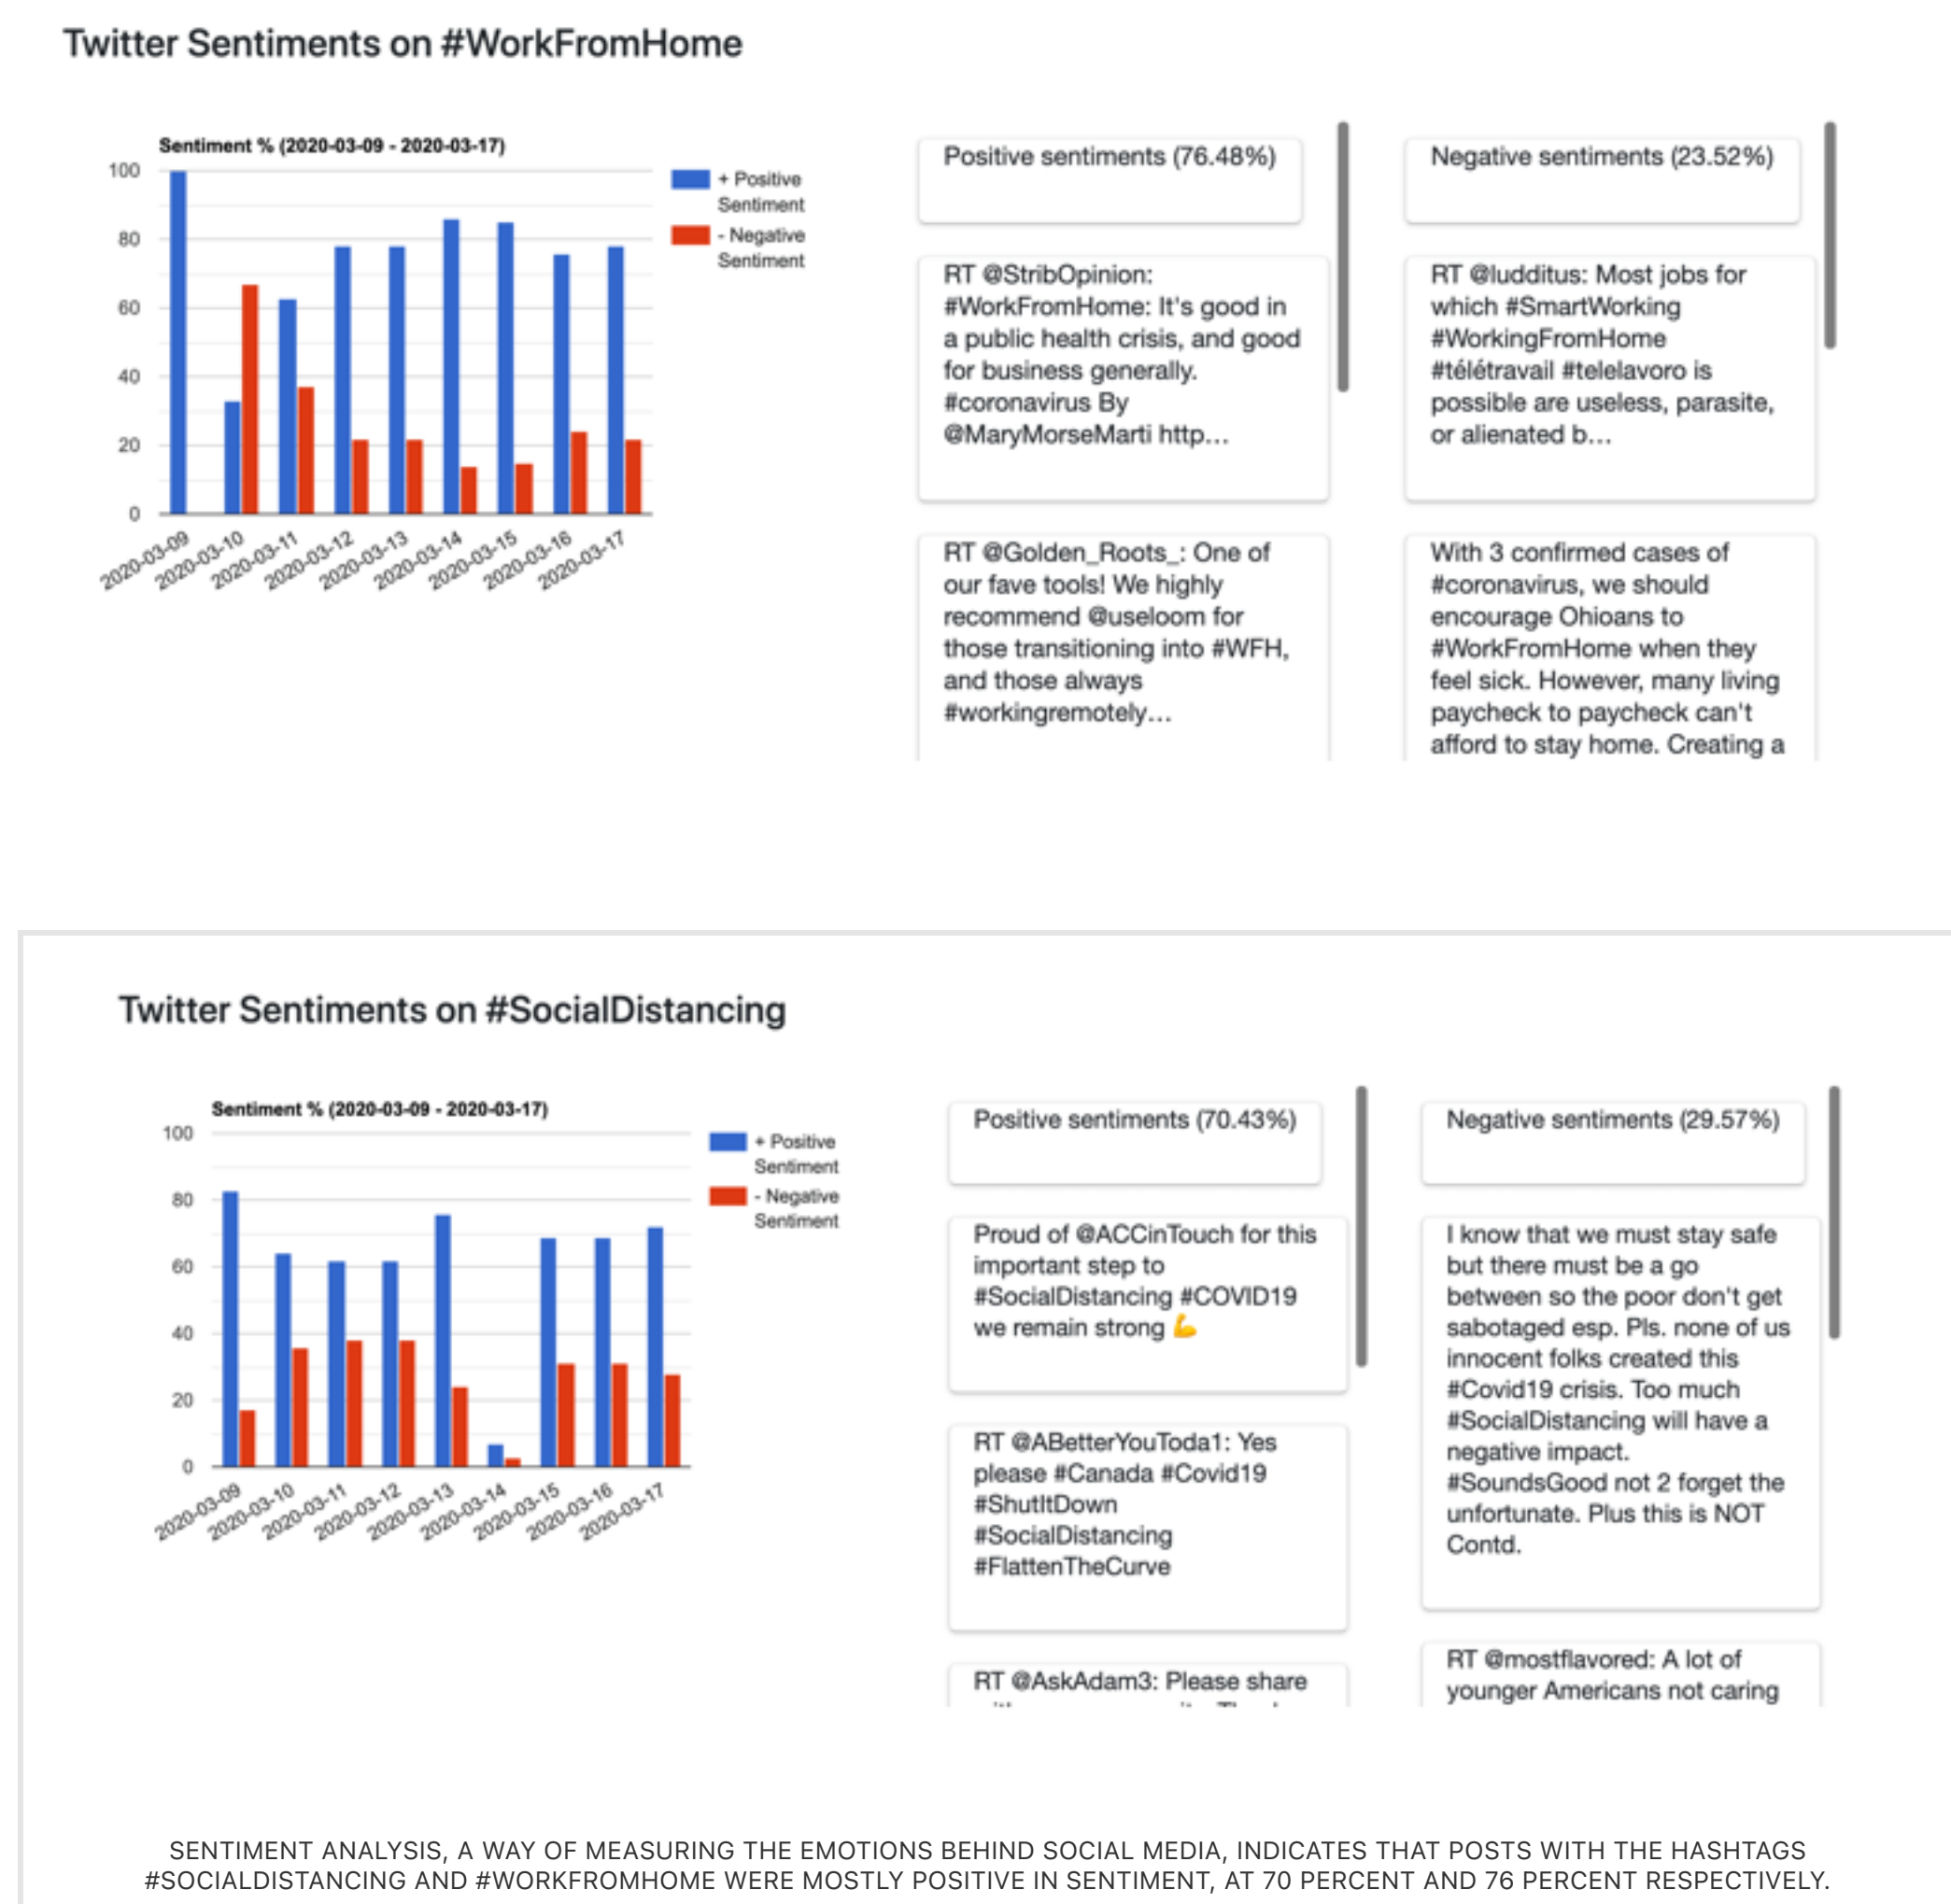 Twitter Sentiments on #WorkFromHome
Sentiment % (2020-03-09 - 2020-03-17)
100
80
60
40
20
0
2020-03-09
2020-03-10
2020-03-11
2020-03-12
2020-03-13
2020-03-14
2020-03-15
2020-03-16
2020-03-17
+ Positive
Sentiment
- Negative
Sentiment
Positive sentiments (76.48%)
RT @StribOpinion:
#WorkFromHome: It's good in
a public health crisis, and good
for business generally.
#coronavirus By
@MaryMorseMarti http...
RT @Golden_Roots_: One of
our fave tools! We highly
recommend @useloom for
those transitioning into #WFH,
and those always
#workingremotely...
Negative sentiments (23.52%)
RT @ludditus: Most jobs for
which #SmartWorking
#WorkingFromHome
#télétravail #telelavoro is
possible are useless, parasite,
or alienated b...
With 3 confirmed cases of
#coronavirus, we should
encourage Ohioans to
#WorkFromHome when they
feel sick. However, many living
paycheck to paycheck can't
afford to stay home. Creating a
Twitter Sentiments on #SocialDistancing
Sentiment % (2020-03-09 - 2020-03-17)
100
80
60
40
20
0
2020-03-09
2020-03-10
2020-03-11
2020-03-12
2020-03-13
2020-03-14
2020-03-15
2020-03-16
2020-03-17
+ Positive
Sentiment
- Negative
Sentiment
Positive sentiments (70.43%)
Proud of @ACCinTouch for this
important step to
#SocialDistancing #COVID19
we remain strong 💪
RT @ABetterYouToda1: Yes
please #Canada #Covid19
#ShutItDown
#SocialDistancing
#FlattenTheCurve
RT @AskAdam3: Please share
Negative sentiments (29.57%)
I know that we must stay safe
but there must be a go
between so the poor don't get
sabotaged esp. Pls. none of us
innocent folks created this
#Covid19 crisis. Too much
#SocialDistancing will have a
negative impact.
#SoundsGood not 2 forget the
unfortunate. Plus this is NOT
Contd.
RT @mostflavored: A lot of
younger Americans not caring
SENTIMENT ANALYSIS, A WAY OF MEASURING THE EMOTIONS BEHIND SOCIAL MEDIA, INDICATES THAT POSTS WITH THE HASHTAGS
#SOCIALDISTANCING AND #WORKFROMHOME WERE MOSTLY POSITIVE IN SENTIMENT, AT 70 PERCENT AND 76 PERCENT RESPECTIVELY.